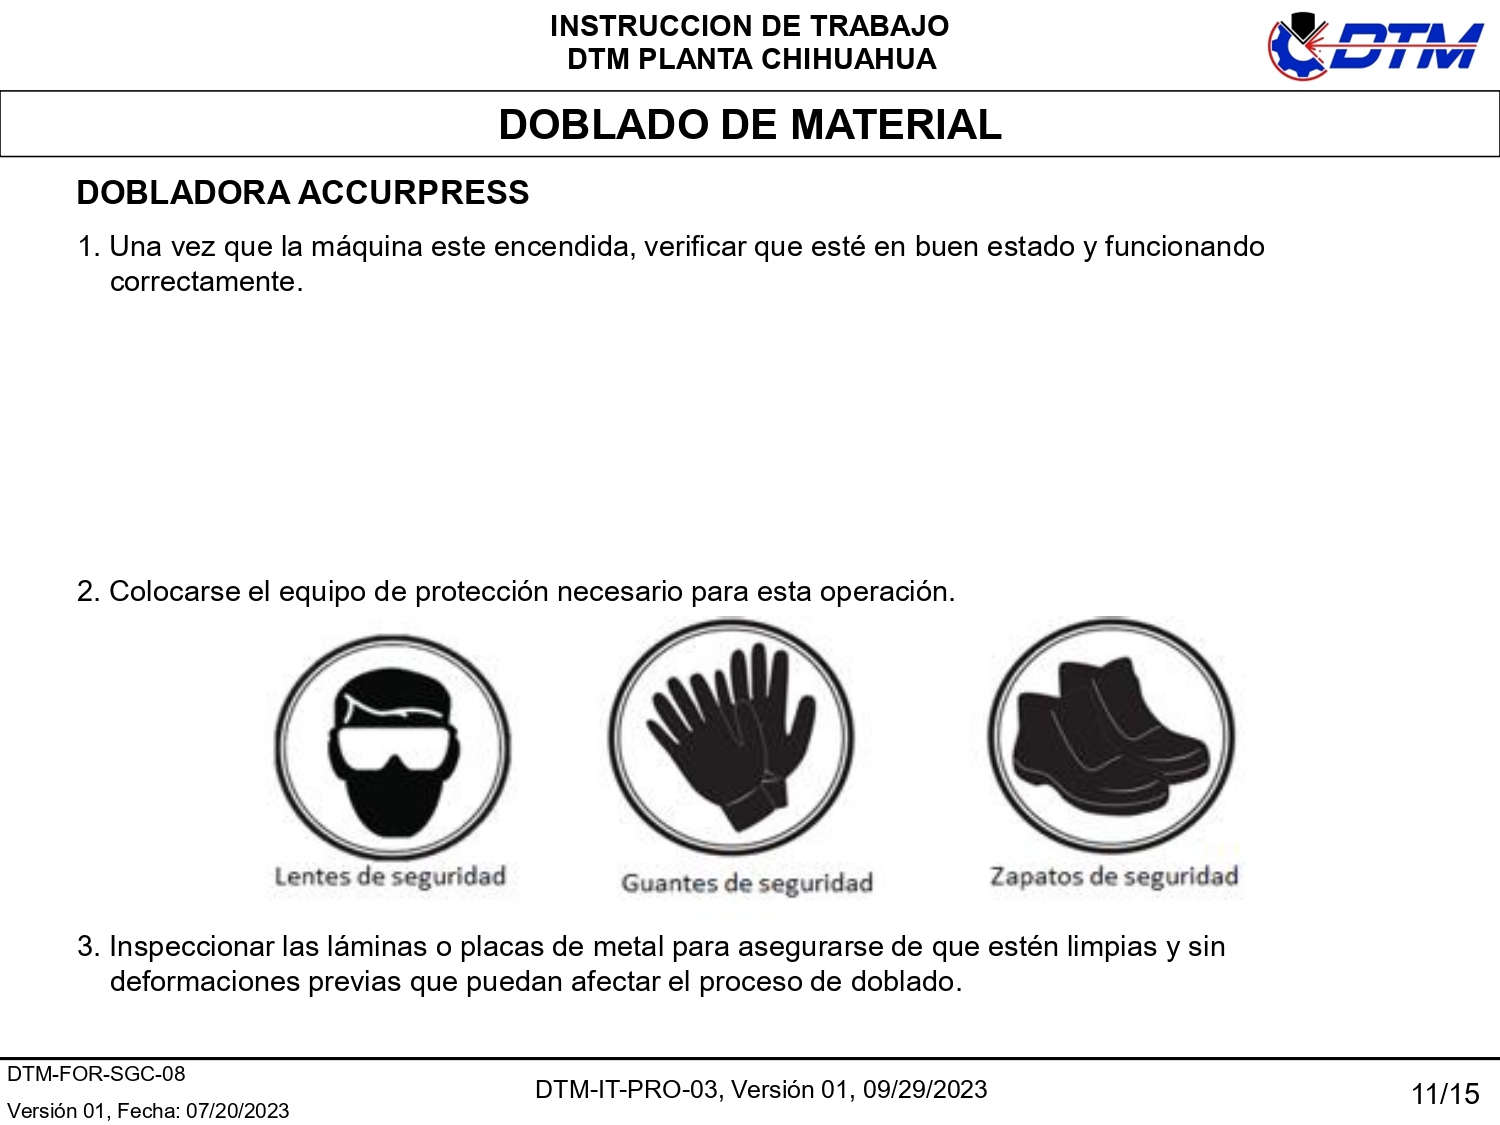 INSTRUCCION DE TRABAJO
DTM PLANTA CHIHUAHUA
DTM
DOBLADO DE MATERIAL
DOBLADORA ACCURPRESS
1. Una vez que la máquina este encendida, verificar que esté en buen estado y funcionando
correctamente.
2. Colocarse el equipo de protección necesario para esta operación.
Lentes de seguridad
Guantes de seguridad
Zapatos de seguridad
3. Inspeccionar las láminas o placas de metal para asegurarse de que estén limpias y sin
deformaciones previas que puedan afectar el proceso de doblado.
DTM-FOR-SGC-08
Versión 01, Fecha: 07/20/2023
DTM-IT-PRO-03, Versión 01, 09/29/2023
11/15